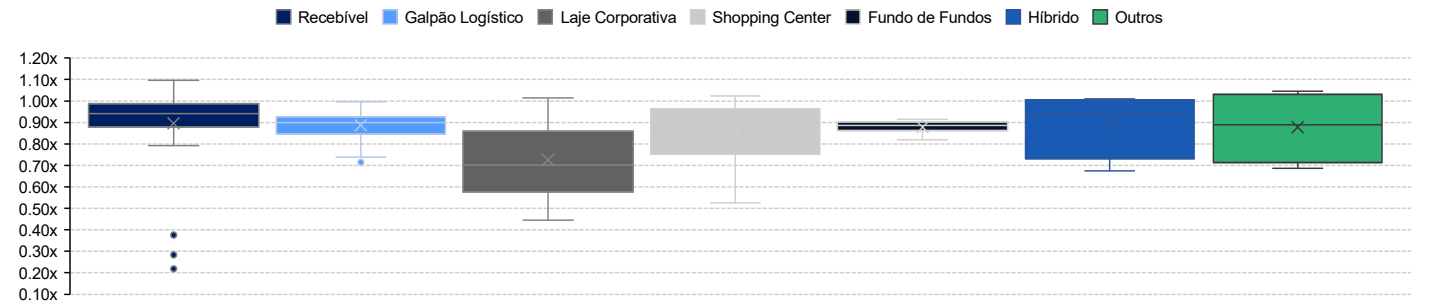 Recebível Galpão Logístico Laje Corporativa Shopping Center Fundo de Fundos Híbrido Outros
1.20x
1.10x
1.00x
0.90x
0.80x
0.70x
0.60x
0.50x
0.40x
0.30x
0.20x
0.10x